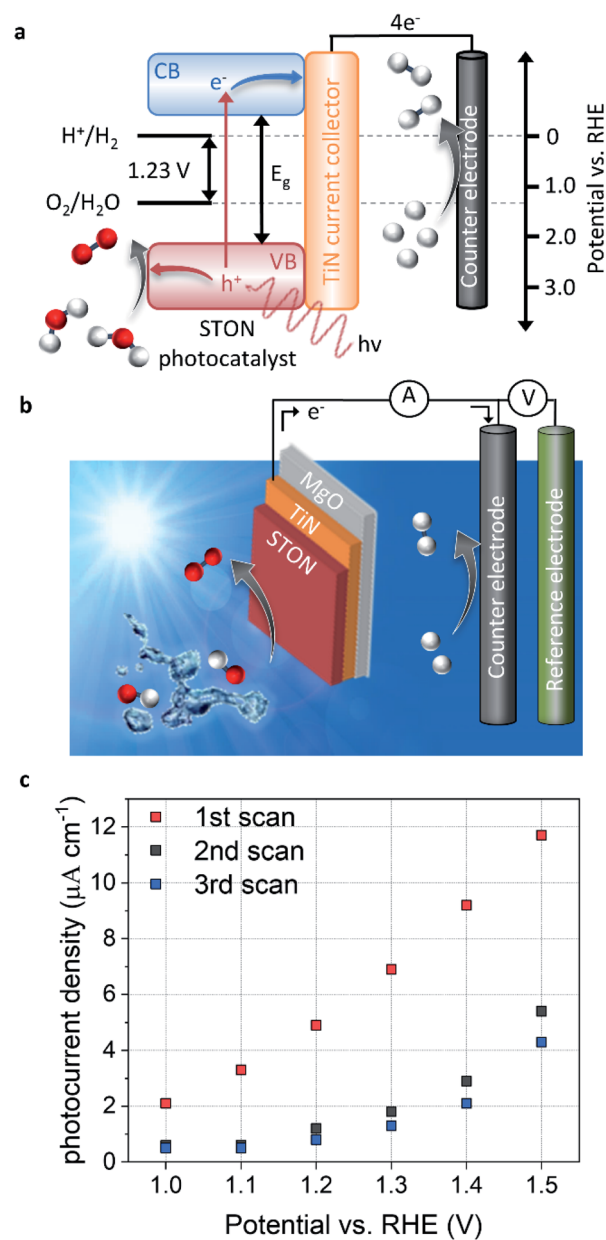 a
4e⁻
CB
e⁻
H⁺/H₂
1.23 V
O₂/H₂O
E_g
VB
h⁺
TiN current collector
Counter electrode
0
1.0
2.0
3.0
Potential vs. RHE
STON
photocatalyst
hν
b
e⁻
A
V
MgO
TiN
STON
Counter electrode
Reference electrode
c
1st scan
2nd scan
3rd scan
photocurrent density (µA cm⁻¹)
12
10
8
6
4
2
0
1.0 1.1 1.2 1.3 1.4 1.5
Potential vs. RHE (V)